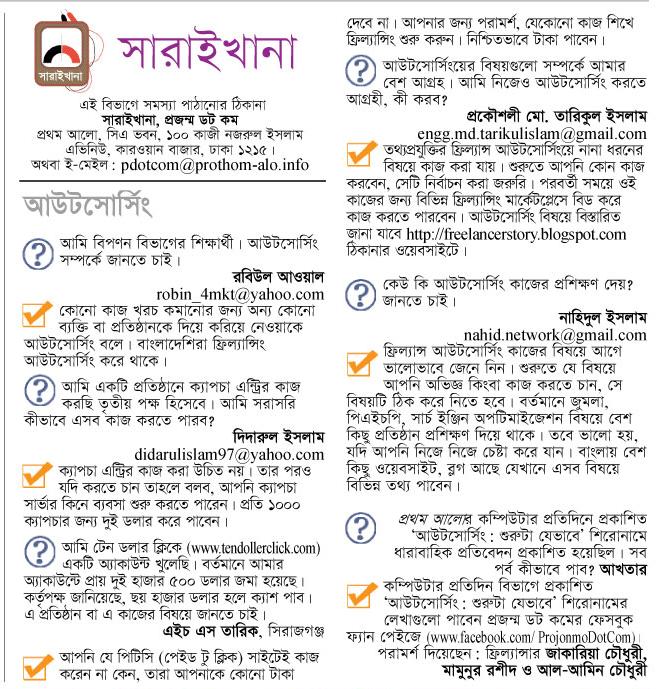 সারাইখানা
সারাইখানা
এই বিভাগে সমস্যা পাঠানোর ঠিকানা
সারাইখানা, প্রজন্ম ডট কম
প্রথম আলো, সিএ ভবন, ১০০ কাজী নজরুল ইসলাম
এভিনিউ, কারওয়ান বাজার, ঢাকা ১২১৫।
অথবা ই-মেইল : pdotcom@prothom-alo.info
আউটসোর্সিং
আমি বিপণন বিভাগের শিক্ষার্থী। আউটসোর্সিং
সম্পর্কে জানতে চাই।
রবিউল আওয়াল
robin_4mkt@yahoo.com
কোনো কাজ খরচ কমানোর জন্য অন্য কোনো
ব্যক্তি বা প্রতিষ্ঠানকে দিয়ে করিয়ে নেওয়াকে
আউটসোর্সিং বলে। বাংলাদেশিরা ফ্রিল্যান্সিং
আউটসোর্সিং করে থাকে।
আমি একটি প্রতিষ্ঠানে ক্যাপচা এন্ট্রির কাজ
করছি তৃতীয় পক্ষ হিসেবে। আমি সরাসরি
কীভাবে এসব কাজ করতে পারব?
দিদারুল ইসলাম
didarulislam97@yahoo.com
ক্যাপচা এন্ট্রির কাজ করা উচিত নয়। তার পরও
যদি করতে চান তাহলে বলব, আপনি ক্যাপচা
সার্ভার কিনে ব্যবসা শুরু করতে পারেন। প্রতি ১০০০
ক্যাপচার জন্য দুই ডলার করে পাবেন।
আমি টেন ডলার ক্লিকে (www.tendollerclick.com)
একটি অ্যাকাউন্ট খুলেছি। বর্তমানে আমার
অ্যাকাউন্টে প্রায় দুই হাজার ৫০০ ডলার জমা হয়েছে।
কর্তৃপক্ষ জানিয়েছে, ছয় হাজার ডলার হলে ক্যাশ পাব।
এ প্রতিষ্ঠান বা এ কাজের বিষয়ে জানতে চাই।
এইচ এস তারিক, সিরাজগঞ্জ
আপনি যে পিটিসি (পেইড টু ক্লিক) সাইটেই কাজ
করেন না কেন, তারা আপনাকে কোনো টাকা
দেবে না। আপনার জন্য পরামর্শ, যেকোনো কাজ শিখে
ফ্রিল্যান্সিং শুরু করুন। নিশ্চিতভাবে টাকা পাবেন।
আউটসোর্সিংয়ের বিষয়গুলো সম্পর্কে আমার
বেশ আগ্রহ। আমি নিজেও আউটসোর্সিং করতে
আগ্রহী, কী করব?
প্রকৌশলী মো. তারিকুল ইসলাম
engg.md.tarikulislam@gmail.com
তথ্যপ্রযুক্তির ফ্রিল্যান্স আউটসোর্সিংয়ে নানা ধরনের
বিষয়ে কাজ করা যায়। শুরুতে আপনি কোন কাজ
করবেন, সেটি নির্বাচন করা জরুরি। পরবর্তী সময়ে ওই
কাজের জন্য বিভিন্ন ফ্রিল্যান্সিং মার্কেটপ্লেসে বিড করে
কাজ করতে পারবেন। আউটসোর্সিং বিষয়ে বিস্তারিত
জানা যাবে http://freelancerstory.blogspot.com
ঠিকানার ওয়েবসাইটে।
কেউ কি আউটসোর্সিং কাজের প্রশিক্ষণ দেয়?
জানতে চাই।
নাহিদুল ইসলাম
nahid.network@gmail.com
ফ্রিল্যান্স আউটসোর্সিং কাজের বিষয়ে আগে
ভালোভাবে জেনে নিন। শুরুতে যে বিষয়ে
আপনি অভিজ্ঞ কিংবা কাজ করতে চান, সে
বিষয়টি ঠিক করে নিতে হবে। বর্তমানে জুমলা,
পিএইচপি, সার্চ ইঞ্জিন অপটিমাইজেশন বিষয়ে বেশ
কিছু প্রতিষ্ঠান প্রশিক্ষণ দিয়ে থাকে। তবে ভালো হয়,
যদি আপনি নিজে নিজে চেষ্টা করে যান। বাংলায় বেশ
কিছু ওয়েবসাইট, ব্লগ আছে যেখানে এসব বিষয়ে
বিভিন্ন তথ্য পাবেন।
প্রথম আলোর কম্পিউটার প্রতিদিনে প্রকাশিত
‘আউটসোর্সিং : শুরুটা যেভাবে’ শিরোনামে
ধারাবাহিক প্রতিবেদন প্রকাশিত হয়েছিল। সব
পর্ব কীভাবে পাব? আখতার
কম্পিউটার প্রতিদিন বিভাগে প্রকাশিত
‘আউটসোর্সিং : শুরুটা যেভাবে’ শিরোনামের
লেখাগুলো পাবেন প্রজন্ম ডট কমের ফেসবুক
ফ্যান পেইজে (www.facebook.com/ ProjonmoDotCom)।
পরামর্শ দিয়েছেন : ফ্রিল্যান্সার জাকারিয়া চৌধুরী,
মামুনুর রশীদ ও আল-আমিন চৌধুরী